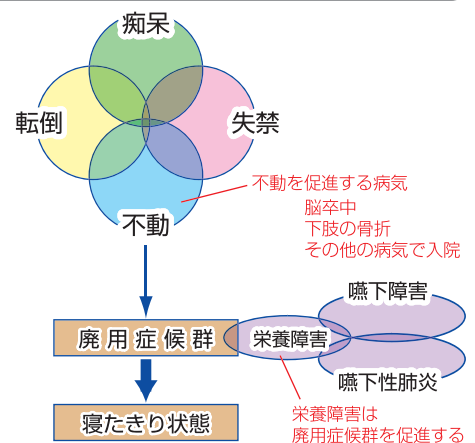 痴呆
転倒
失禁
不動
不動を促進する病気
脳卒中
下肢の骨折
その他の病気で入院
廃用症候群
栄養障害
嚥下障害
嚥下性肺炎
栄養障害は
廃用症候群を促進する
寝たきり状態